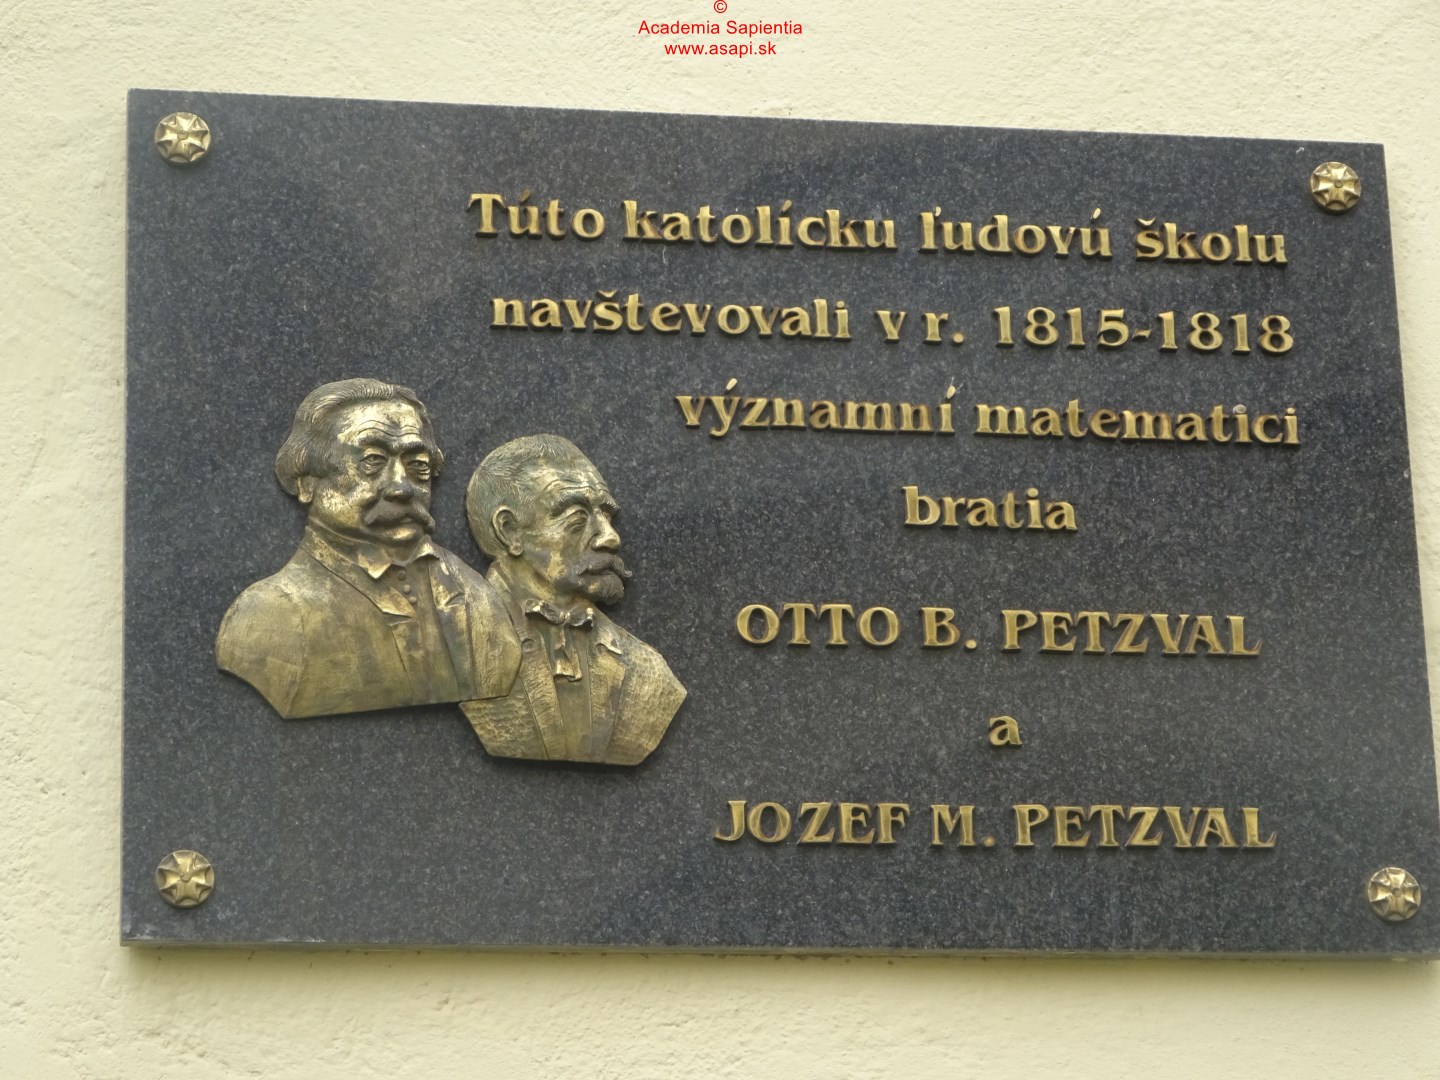 ©
Academia Sapientia
www.asapi.sk
Túto katolícku ľudovú školu
navštevovali v r. 1815-1818
významní matematici
bratia
OTTO B. PETZVAL
a
JOZEF M. PETZVAL